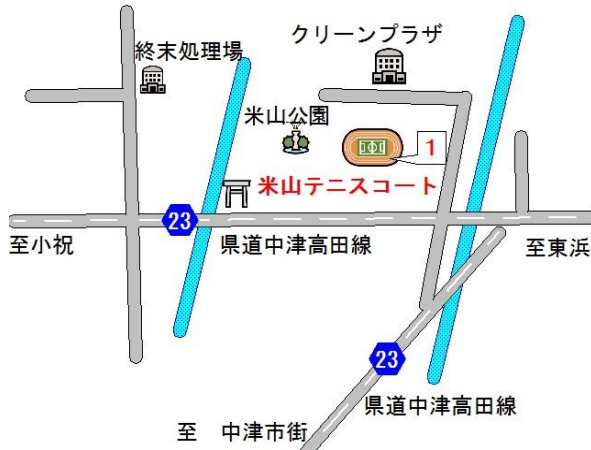 クリーンプラザ
終末処理場
米山公園
1
米山テニスコート
23
至小祝
県道中津高田線
至東浜
23
県道中津高田線
至 中津市街